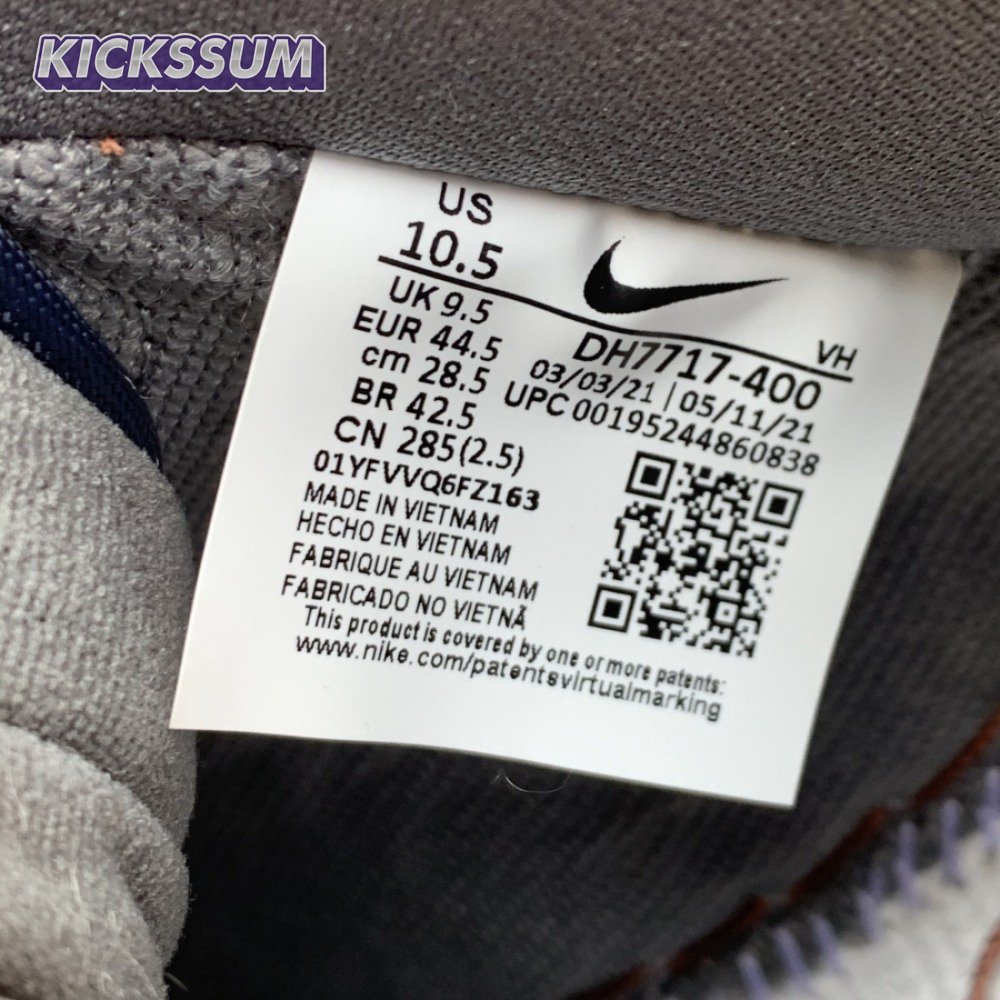 KICKSSUM
US
10.5
UK 9.5
EUR 44.5
cm 28.5
BR 42.5
CN 285(2.5)
01YFVVQ6FZ163
MADE IN VIETNAM
HECHO EN VIETNAM
FABRIQUE AU VIETNAM
FABRICADO NO VIETNÃ
This product is covered by one or more patents:
www.nike.com/patentsvirtualmarking
VH
DH7717-400
03/03/21 | 05/11/21
UPC 00195244860838